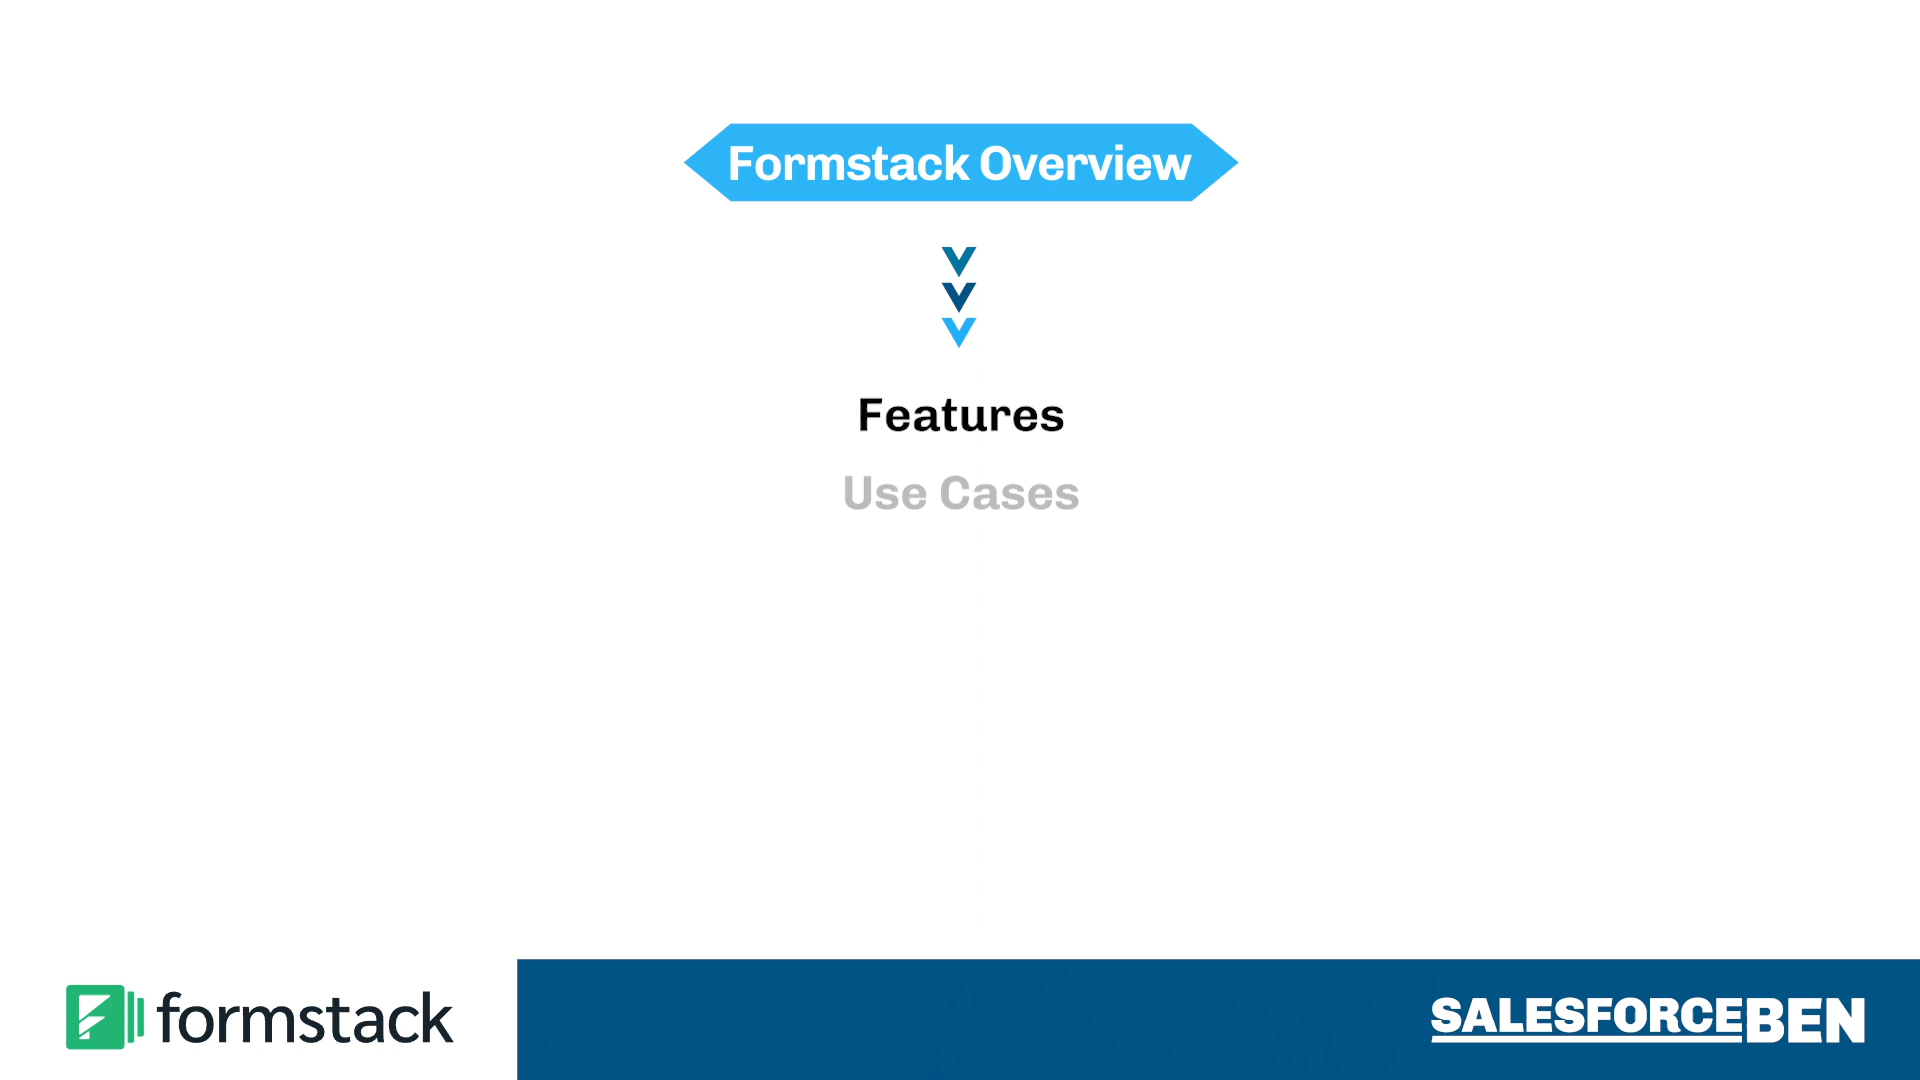 Formstack Overview
Features
Use Cases
formstack
SALESFORCEBEN